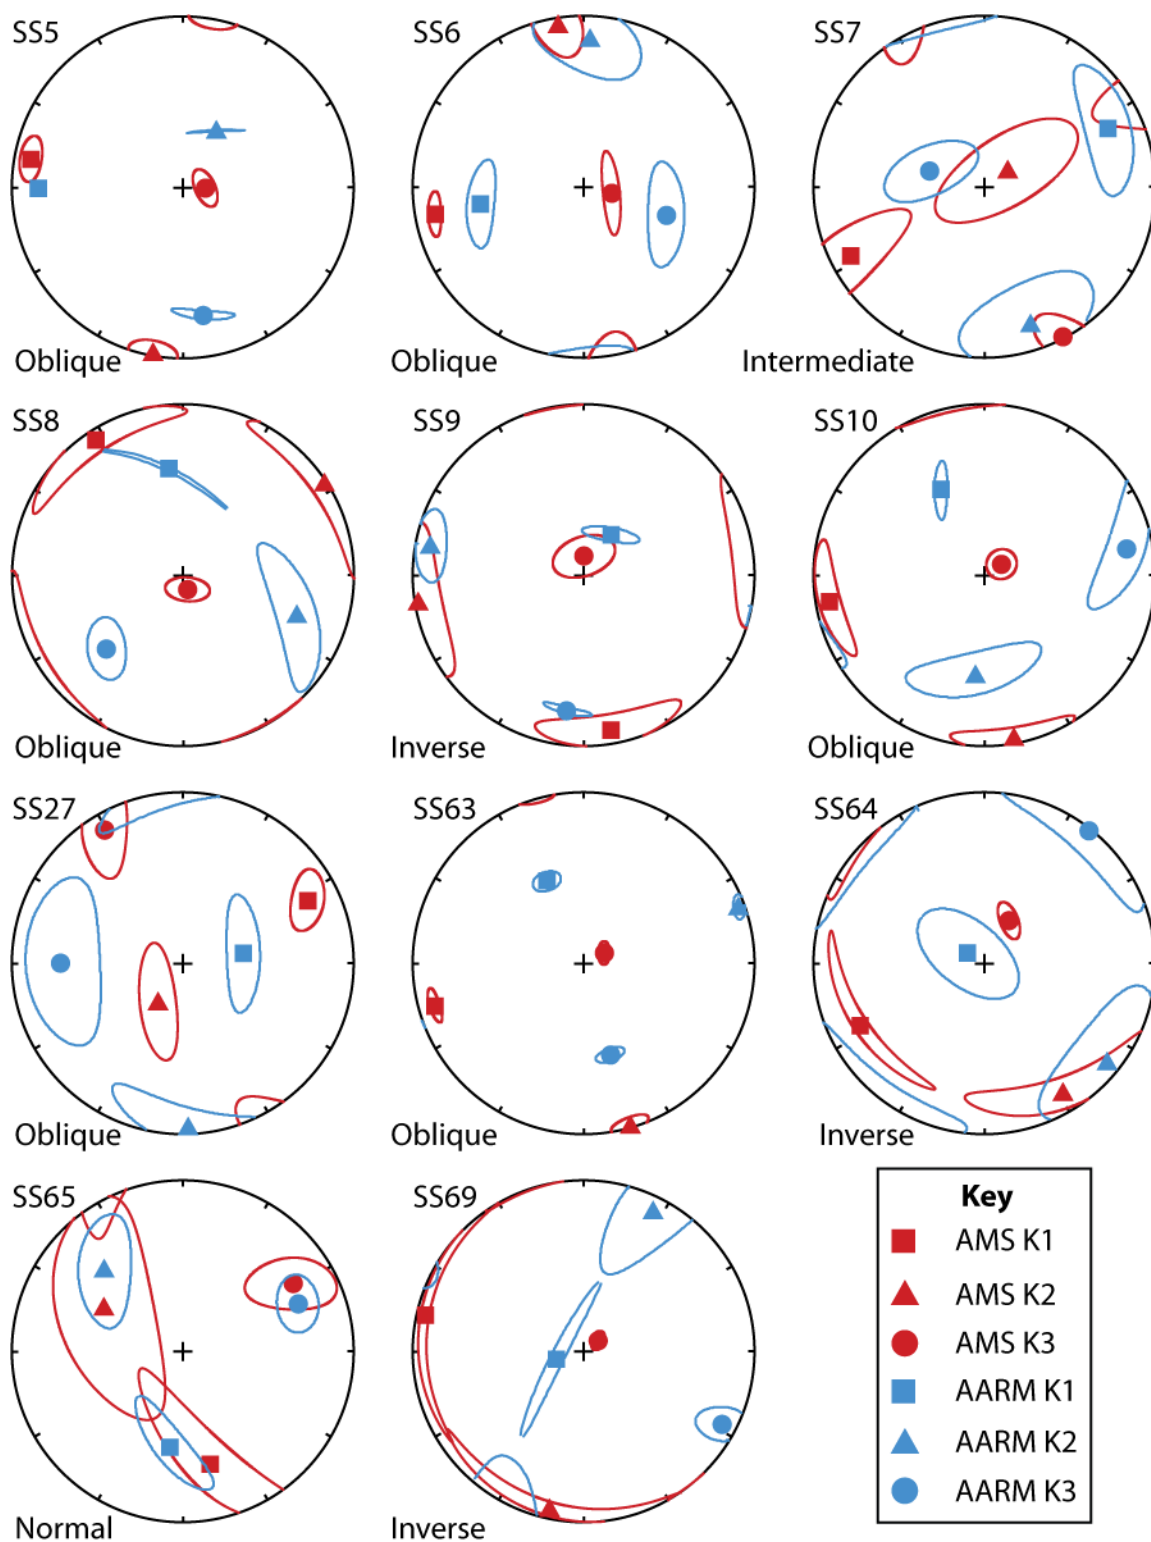 SS5
SS6
SS7
Oblique
Oblique
Intermediate
SS8
SS9
SS10
Oblique
Inverse
Oblique
SS27
SS63
SS64
Oblique
Oblique
Inverse
SS65
SS69
Normal
Inverse
Key
AMS K1
AMS K2
AMS K3
AARM K1
AARM K2
AARM K3